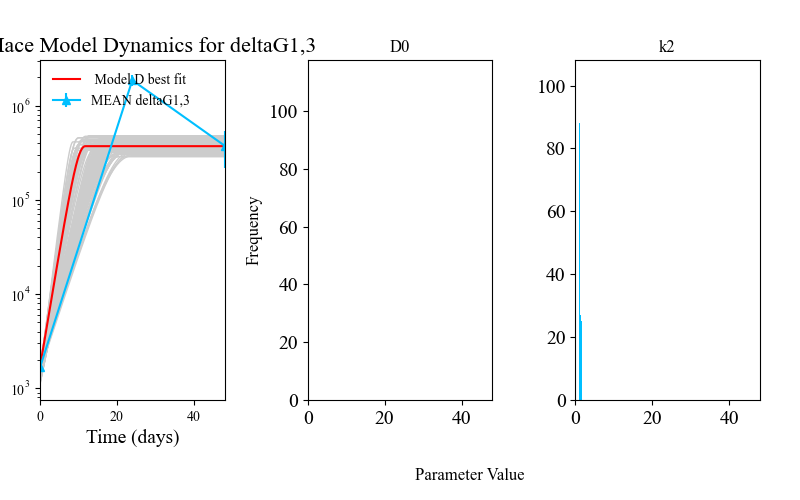 Mace Model Dynamics for deltaG1,3
D0
k2
Model D best fit
MEAN deltaG1,3
10^6
10^5
10^4
10^3
0 20 40
Time (days)
Frequency
100
80
60
40
20
0
0 20 40
100
80
60
40
20
0
0 20 40
Parameter Value